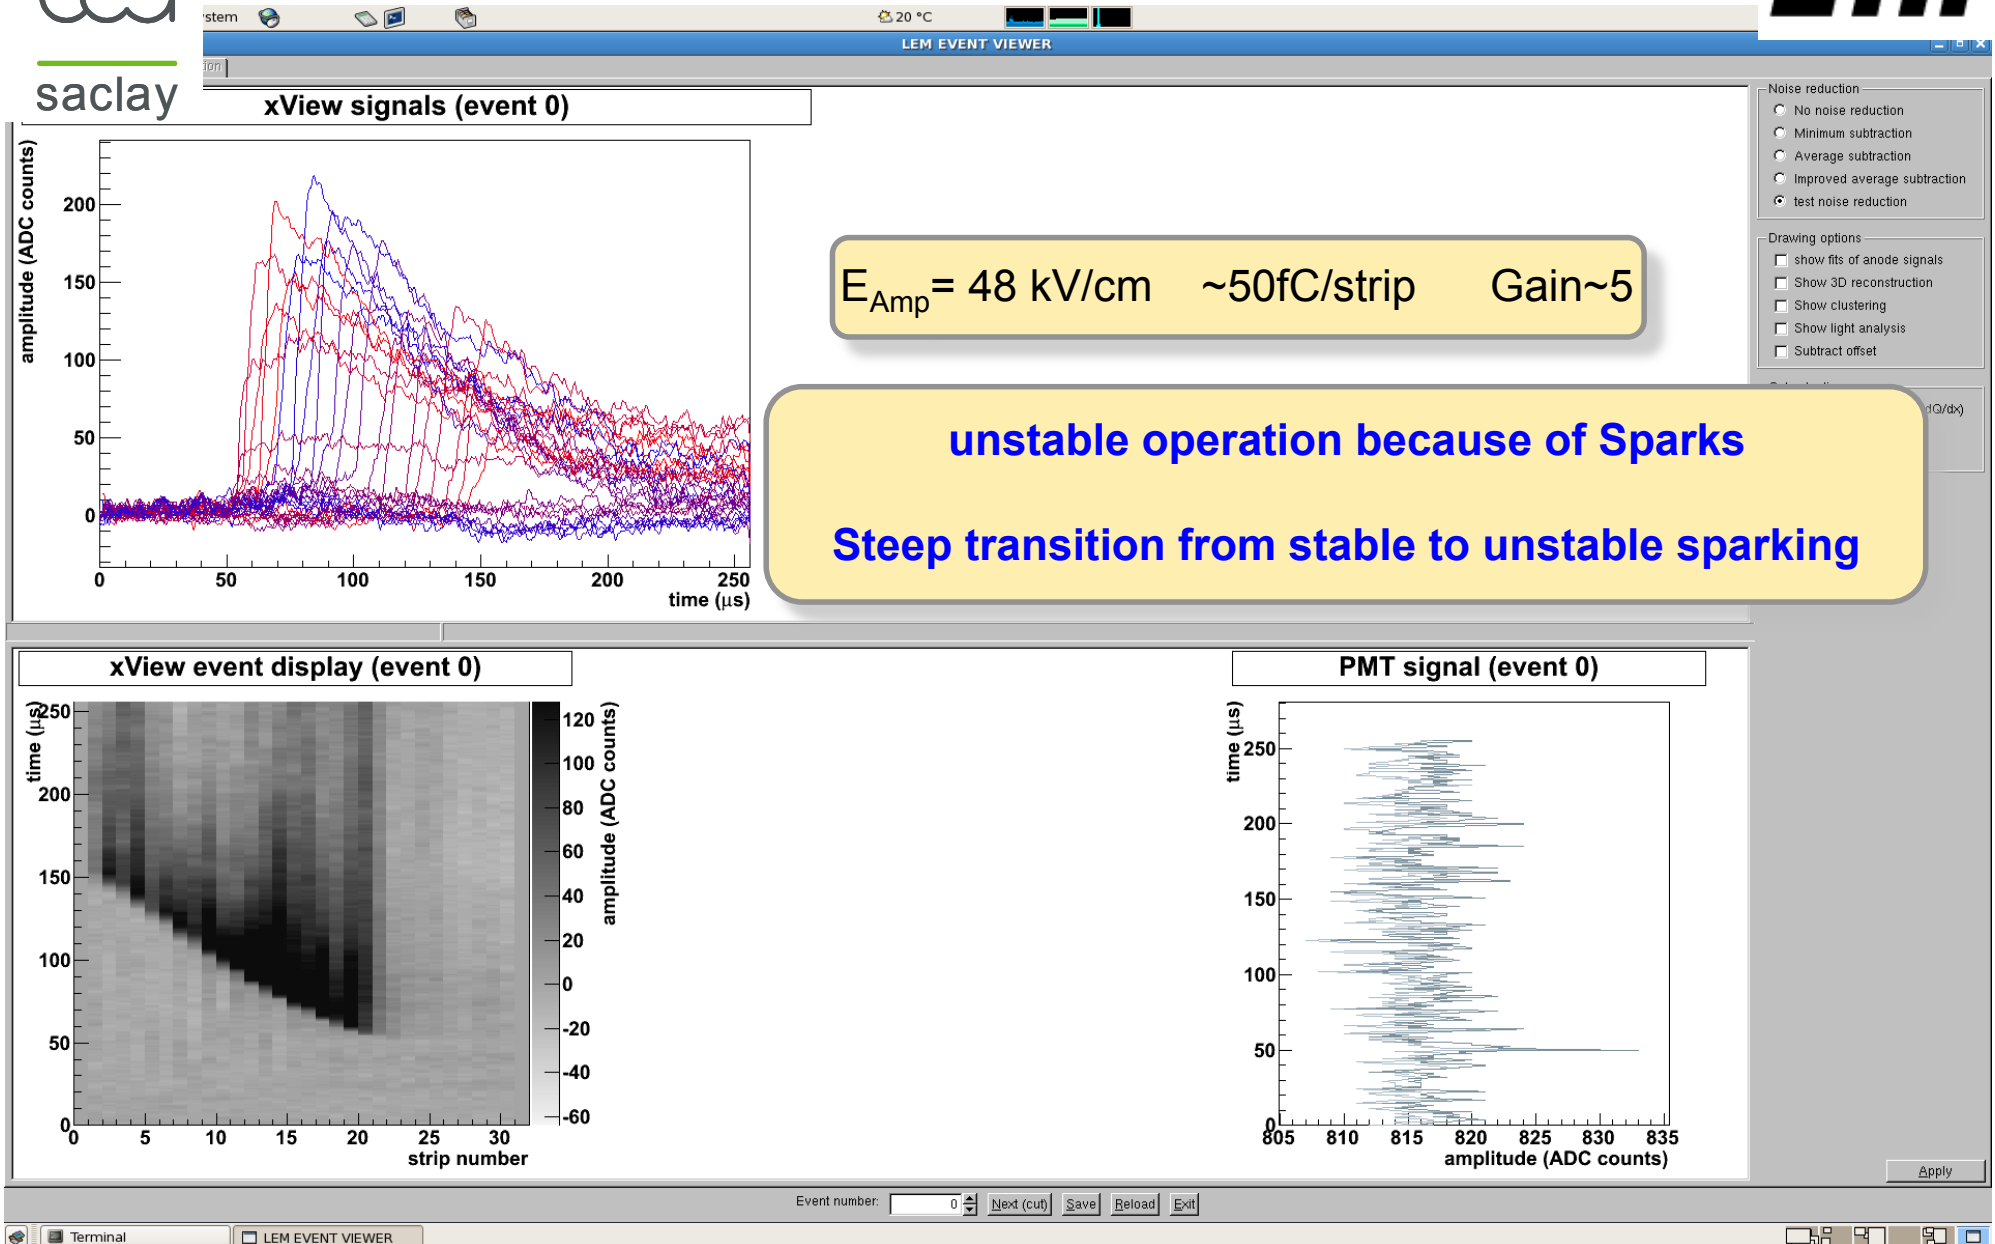 saclay
20 °C
LEM EVENT VIEWER
xView signals (event 0)
amplitude (ADC counts)
200
150
100
50
0
0 50 100 150 200 250
time (μs)
E_Amp= 48 kV/cm ~50fC/strip Gain~5
unstable operation because of Sparks
Steep transition from stable to unstable sparking
Noise reduction
No noise reduction
Minimum subtraction
Average subtraction
Improved average subtraction
test noise reduction
Drawing options
show fits of anode signals
Show 3D reconstruction
Show clustering
Show light analysis
Subtract offset
dQ/dx)
xView event display (event 0)
time (μs)
250
200
150
100
50
0
0 5 10 15 20 25 30
strip number
120
100
80
60
40
20
0
-20
-40
-60
amplitude (ADC counts)
PMT signal (event 0)
time (μs)
250
200
150
100
50
0
805 810 815 820 825 830 835
amplitude (ADC counts)
Apply
Event number: 0 Next (cut) Save Reload Exit
Terminal
LEM EVENT VIEWER